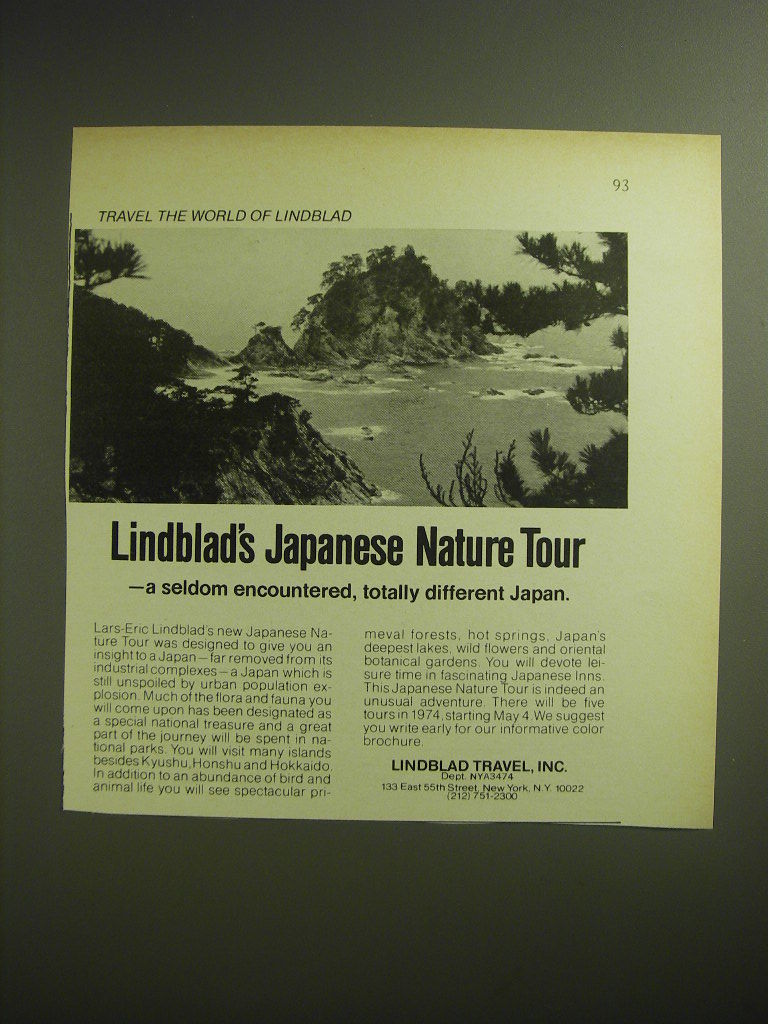 93
TRAVEL THE WORLD OF LINDBLAD
Lindblad's Japanese Nature Tour
—a seldom encountered, totally different Japan.
Lars-Eric Lindblad's new Japanese Na-
ture Tour was designed to give you an
insight to a Japan—far removed from its
industrial complexes—a Japan which is
still unspoiled by urban population ex-
plosion. Much of the flora and fauna you
will come upon has been designated as
a special national treasure and a great
part of the journey will be spent in na-
tional parks. You will visit many islands
besides Kyushu, Honshu and Hokkaido.
In addition to an abundance of bird and
animal life you will see spectacular pri-
meval forests, hot springs, Japan's
deepest lakes, wild flowers and oriental
botanical gardens. You will devote lei-
sure time in fascinating Japanese Inns.
This Japanese Nature Tour is indeed an
unusual adventure. There will be five
tours in 1974, starting May 4. We suggest
you write early for our informative color
brochure.
LINDBLAD TRAVEL, INC.
Dept. NYA3474
133 East 55th Street, New York, N.Y. 10022
(212) 751-2300